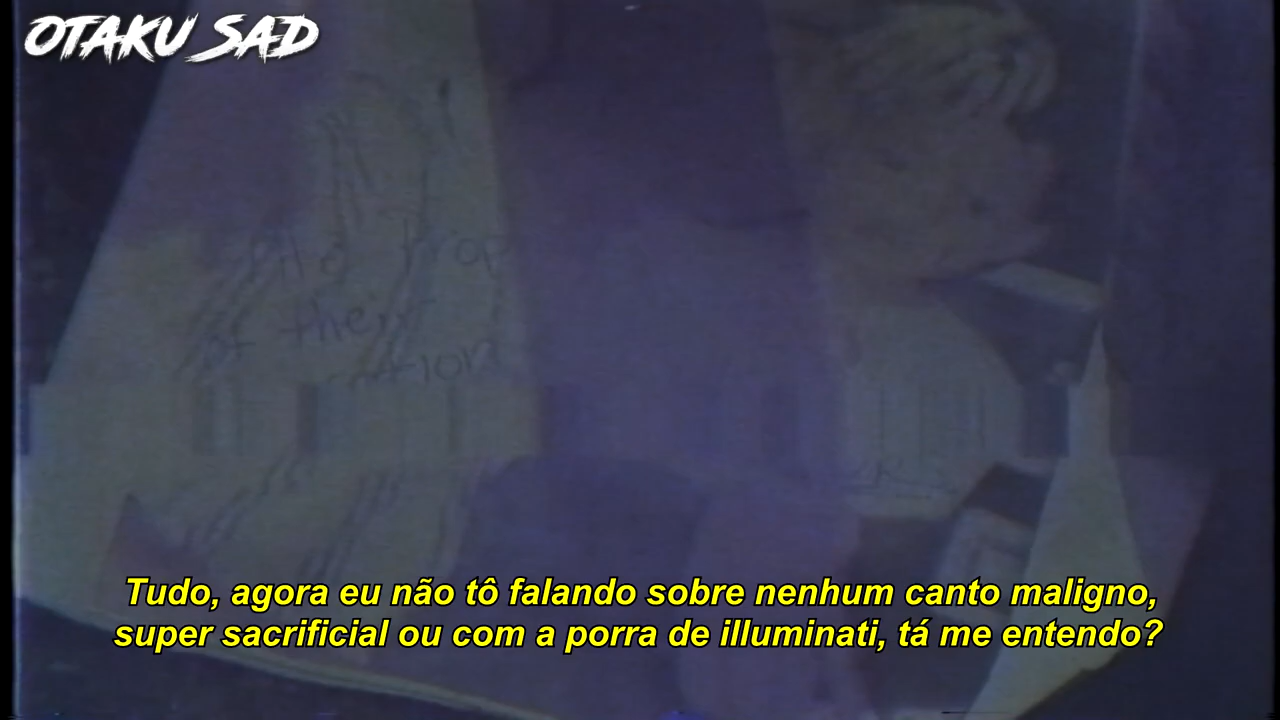 OTAKU SAD
of their
Tudo, agora eu não tô falando sobre nenhum canto maligno,
super sacrificial ou com a porra de illuminati, tá me entendo?